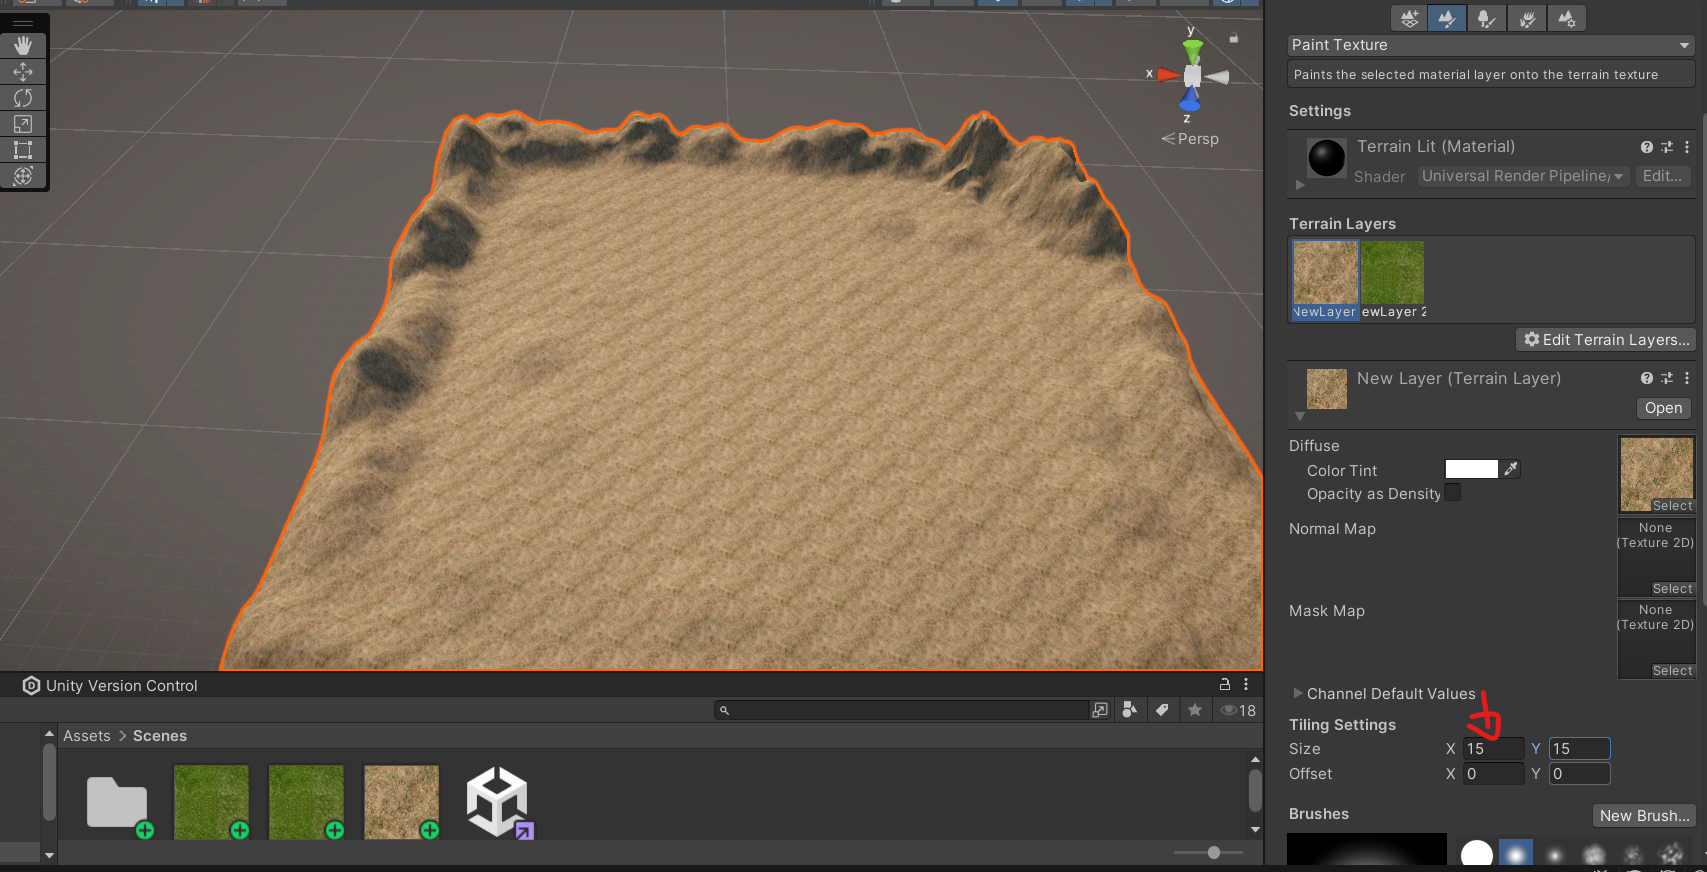 Paint Texture
Paints the selected material layer onto the terrain texture
Settings
Terrain Lit (Material)
Shader Universal Render Pipeline/ Edit...
Terrain Layers
NewLayer ewLayer 2
Edit Terrain Layers...
New Layer (Terrain Layer)
Open
Diffuse
Color Tint
Opacity as Density
Select
Normal Map
None
(Texture 2D)
Select
Mask Map
None
(Texture 2D)
Select
Channel Default Values
Tiling Settings
Size X 15 Y 15
Offset X 0 Y 0
Brushes New Brush...
y
x
z
Persp
Unity Version Control
18
Assets > Scenes